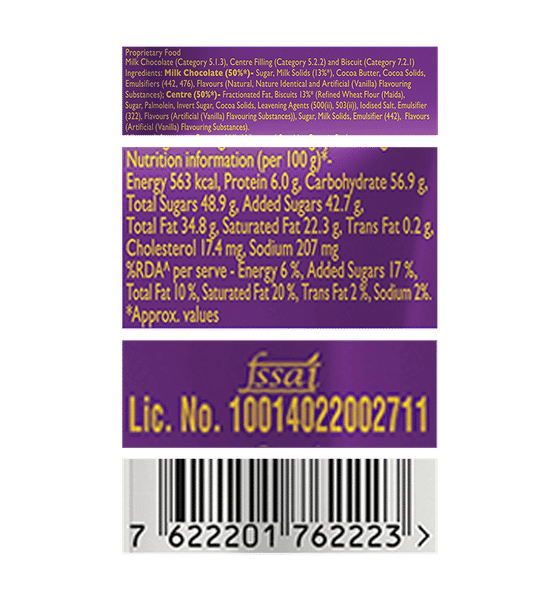 Proprietary Food
Milk Chocolate (Category 5.1.3), Centre Filling (Category 5.2.2) and Biscuit (Category 7.2.1)
Ingredients: Milk Chocolate (50%*)- Sugar, Milk Solids (13%*), Cocoa Butter, Cocoa Solids,
Emulsifiers (442, 476), Flavours (Natural, Nature Identical and Artificial (Vanilla) Flavouring
Substances); Centre (50%*)- Fractionated Fat, Biscuits 13%* (Refined Wheat Flour (Maida),
Sugar, Palmolein, Invert Sugar, Cocoa Solids, Leavening Agents (500(ii), 503(ii)), Iodised Salt, Emulsifier
(322), Flavours (Artificial (Vanilla) Flavouring Substances)), Sugar, Milk Solids, Emulsifier (442), Flavours
(Artificial (Vanilla) Flavouring Substances).
Nutrition information (per 100 g)*-
Energy 563 kcal, Protein 6.0 g, Carbohydrate 56.9 g,
Total Sugars 48.9 g, Added Sugars 42.7 g,
Total Fat 34.8 g, Saturated Fat 22.3 g, Trans Fat 0.2 g,
Cholesterol 17.4 mg, Sodium 207 mg
%RDA^ per serve - Energy 6 %, Added Sugars 17 %,
Total Fat 10 %, Saturated Fat 20 %, Trans Fat 2 %, Sodium 2%.
*Approx. values
fssai
Lic. No. 10014022002711
7 622201 762223 >